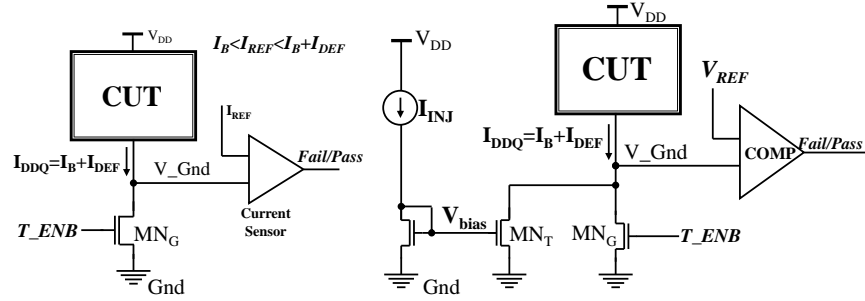 V_DD
CUT
I_B<I_REF<I_B+I_DEF
I_REF
I_DDQ=I_B+I_DEF
V_Gnd
Fail/Pass
Current
Sensor
T_ENB
MN_G
Gnd
V_DD
I_INJ
V_bias
Gnd
MN_T
V_DD
CUT
I_DDQ=I_B+I_DEF
V_Gnd
V_REF
COMP
Fail/Pass
MN_G
T_ENB